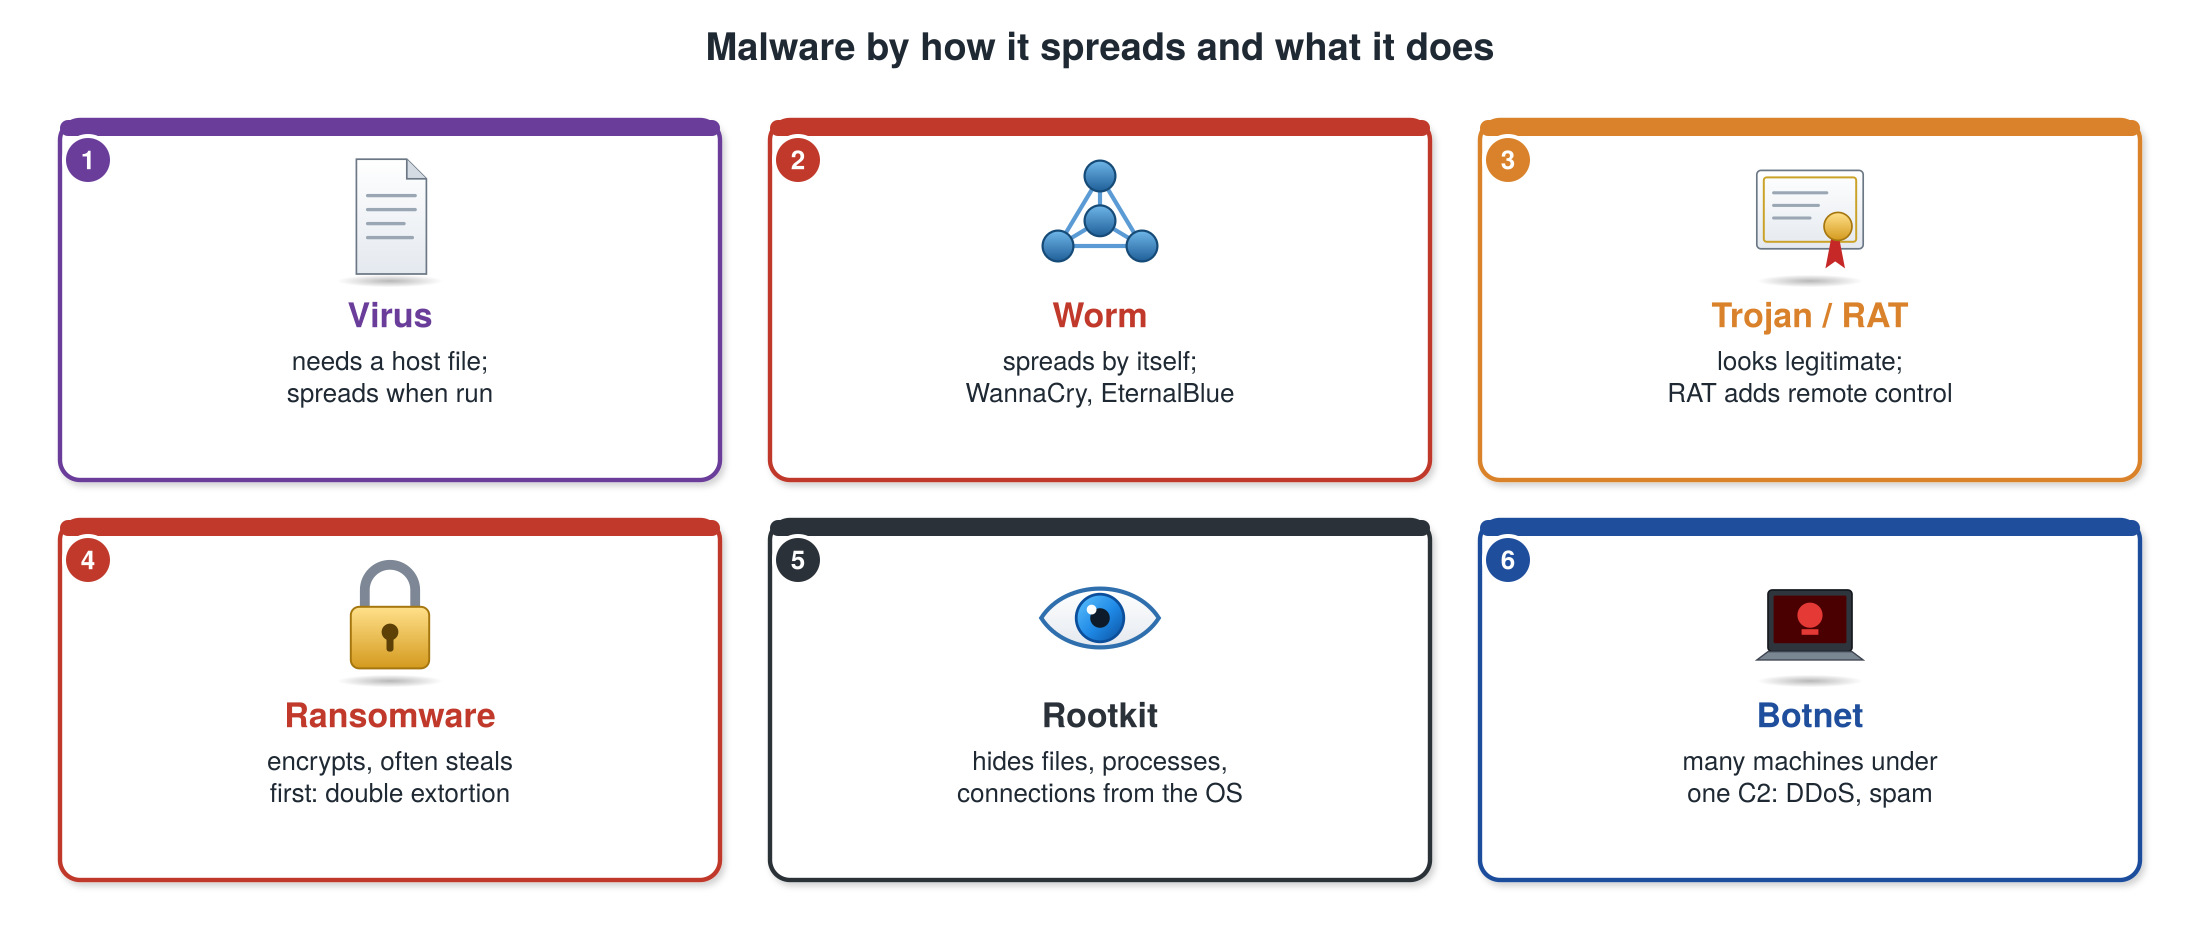 Malware by how it spreads and what it does
1
Virus
needs a host file;
spreads when run
2
Worm
spreads by itself;
WannaCry, EternalBlue
3
Trojan / RAT
looks legitimate;
RAT adds remote control
4
Ransomware
encrypts, often steals
first: double extortion
5
Rootkit
hides files, processes,
connections from the OS
6
Botnet
many machines under
one C2: DDoS, spam